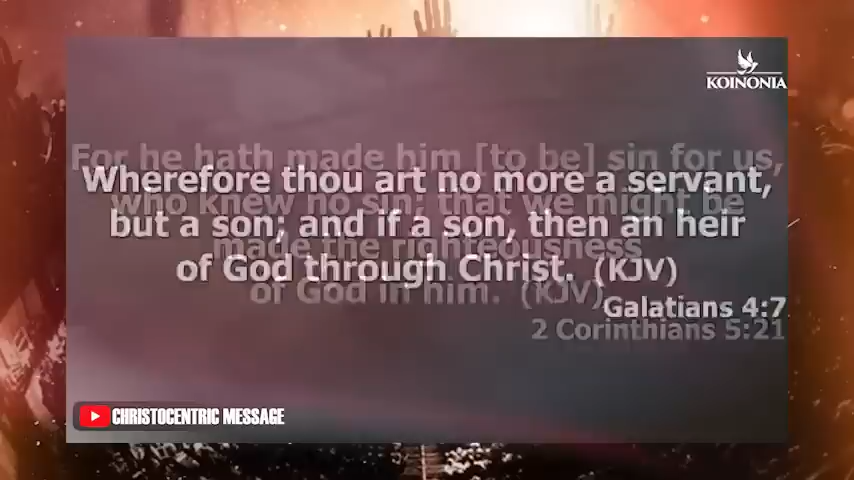 KOINONIA
For he hath made him [to be] sin for us,
who knew no sin; that we might be
made the righteousness
of God in him. (KJV)
2 Corinthians 5:21
Wherefore thou art no more a servant,
but a son; and if a son, then an heir
of God through Christ. (KJV)
Galatians 4:7
CHRISTOCENTRIC MESSAGE